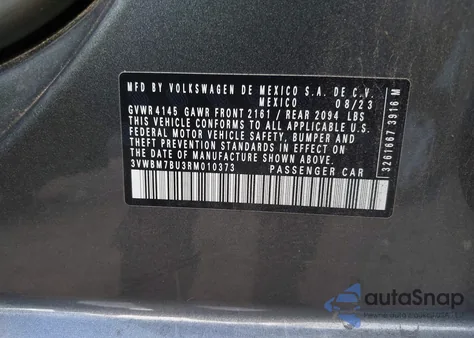 MFD BY VOLKSWAGEN DE MEXICO S.A. DE C.V.
MEXICO 08/23
GVWR 4145 GAWR FRONT 2161 / REAR 2094 LBS
THIS VEHICLE CONFORMS TO ALL APPLICABLE U.S.
FEDERAL MOTOR VEHICLE SAFETY, BUMPER AND
THEFT PREVENTION STANDARDS IN EFFECT ON THE
DATE OF MANUFACTURE SHOWN ABOVE
3VWBM7BU3RM010373 PASSENGER CAR
3261667 3916 M
autoSnap